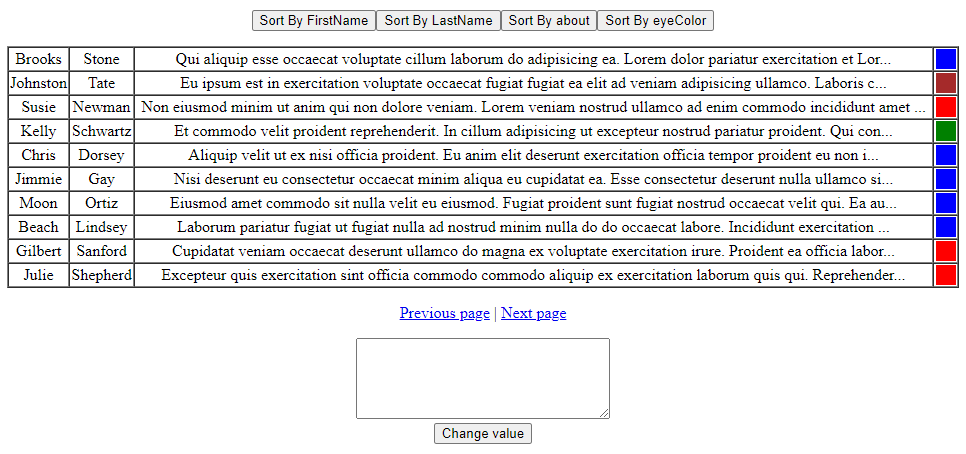 Sort By FirstName Sort By LastName Sort By about Sort By eyeColor
Brooks Stone Qui aliquip esse occaecat voluptate cillum laborum do adipisicing ea. Lorem dolor pariatur exercitation et Lor...
Johnston Tate Eu ipsum est in exercitation voluptate occaecat fugiat fugiat ea elit ad veniam adipisicing ullamco. Laboris c...
Susie Newman Non eiusmod minim ut anim qui non dolore veniam. Lorem veniam nostrud ullamco ad enim commodo incididunt amet ...
Kelly Schwartz Et commodo velit proident reprehenderit. In cillum adipisicing ut excepteur nostrud pariatur proident. Qui con...
Chris Dorsey Aliquip velit ut ex nisi officia proident. Eu anim elit deserunt exercitation officia tempor proident eu non i...
Jimmie Gay Nisi deserunt eu consectetur occaecat minim aliqua eu cupidatat ea. Esse consectetur deserunt nulla ullamco si...
Moon Ortiz Eiusmod amet commodo sit nulla velit eu eiusmod. Fugiat proident sunt fugiat nostrud occaecat velit qui. Ea au...
Beach Lindsey Laborum pariatur fugiat ut fugiat nulla ad nostrud minim nulla do do occaecat labore. Incididunt exercitation ...
Gilbert Sanford Cupidatat veniam occaecat deserunt ullamco do magna ex voluptate exercitation irure. Proident ea officia labor...
Julie Shepherd Excepteur quis exercitation sint officia commodo commodo aliquip ex exercitation laborum quis qui. Reprehender...
Previous page | Next page
Change value